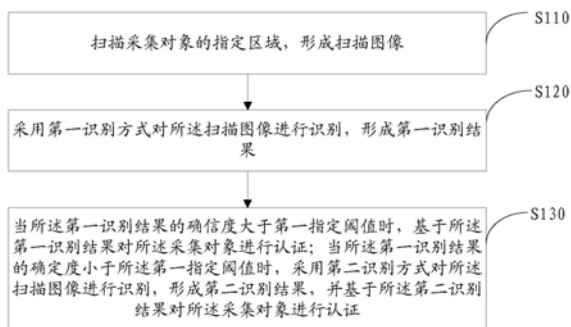 S110
扫描采集对象的指定区域，形成扫描图像
S120
采用第一识别方式对所述扫描图像进行识别，形成第一识别结
果
S130
当所述第一识别结果的确信度大于第一指定阈值时，基于所述
第一识别结果对所述采集对象进行认证；当所述第一识别结果
的确定度小于所述第一指定阈值时，采用第二识别方式对所述
扫描图像进行识别，形成第二识别结果，并基于所述第二识别
结果对所述采集对象进行认证